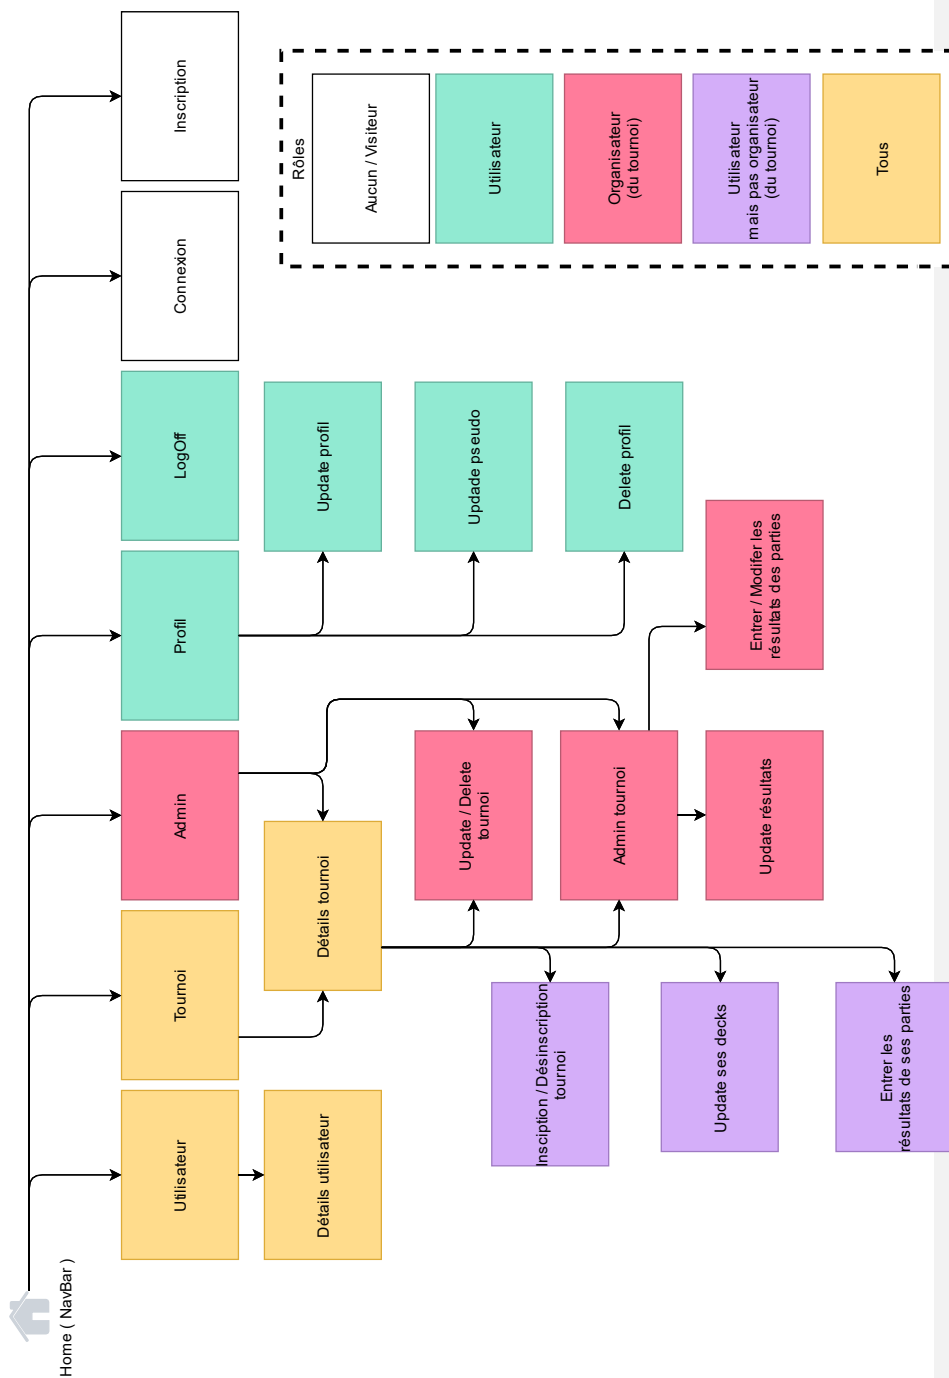 Home ( NavBar )
Utilisateur
Tournoi
Admin
Profil
LogOff
Connexion
Inscription
Détails utilisateur
Détails tournoi
Update profil
Update / Delete
tournoi
Updade pseudo
Insciption / Désinscription
tournoi
Admin tournoi
Delete profil
Update ses decks
Update résultats
Entrer / Modifer les
résultats des parties
Entrer les
résultats de ses parties
Rôles
Aucun / Visiteur
Utilisateur
Organisateur
(du tournoi)
Utilisateur
mais pas organisateur
(du tournoi)
Tous